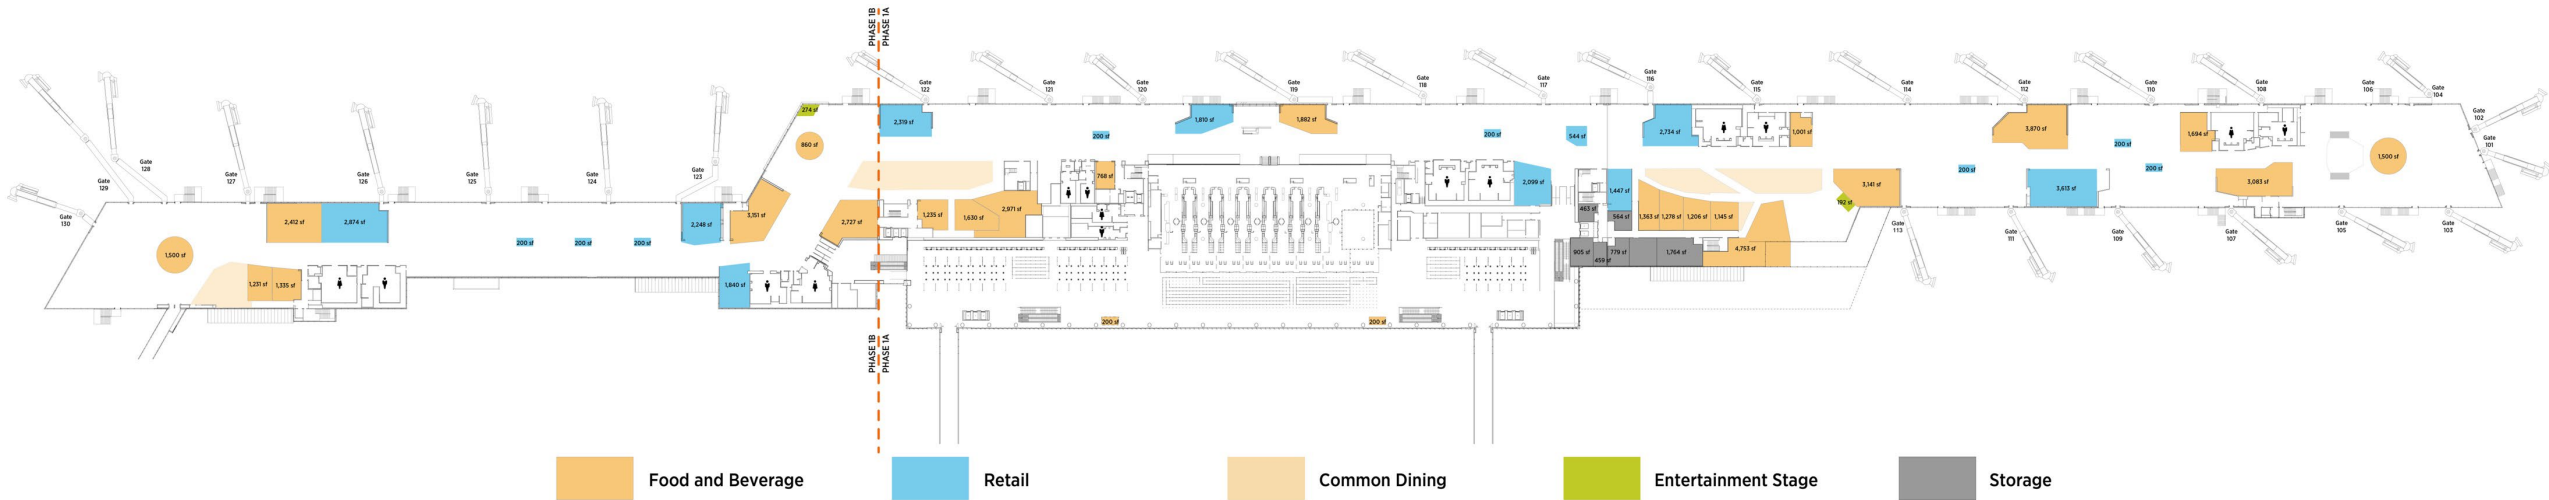 PHASE 1B
PHASE 1A
Gate
129
Gate
128
Gate
127
Gate
126
Gate
125
Gate
124
Gate
123
Gate
122
Gate
121
Gate
120
Gate
119
Gate
118
Gate
117
Gate
116
Gate
115
Gate
114
Gate
112
Gate
110
Gate
108
Gate
106
Gate
104
Gate
102
Gate
101
Gate
130
Gate
113
Gate
111
Gate
109
Gate
107
Gate
105
Gate
103
274 sf
860 sf
2,319 sf
200 sf
1,810 sf
1,882 sf
200 sf
544 sf
2,734 sf
1,001 sf
3,870 sf
200 sf
200 sf
200 sf
1,694 sf
1,500 sf
2,412 sf
2,874 sf
200 sf
200 sf
200 sf
2,248 sf
3,151 sf
2,727 sf
1,235 sf
1,630 sf
2,971 sf
768 sf
2,099 sf
463 sf
1,447 sf
564 sf
1,363 sf
1,278 sf
1,206 sf
1,145 sf
3,141 sf
192 sf
3,613 sf
3,083 sf
1,500 sf
1,231 sf
1,335 sf
1,840 sf
905 sf
459 sf
779 sf
1,764 sf
4,753 sf
200 sf
200 sf
PHASE 1B
PHASE 1A
Food and Beverage
Retail
Common Dining
Entertainment Stage
Storage